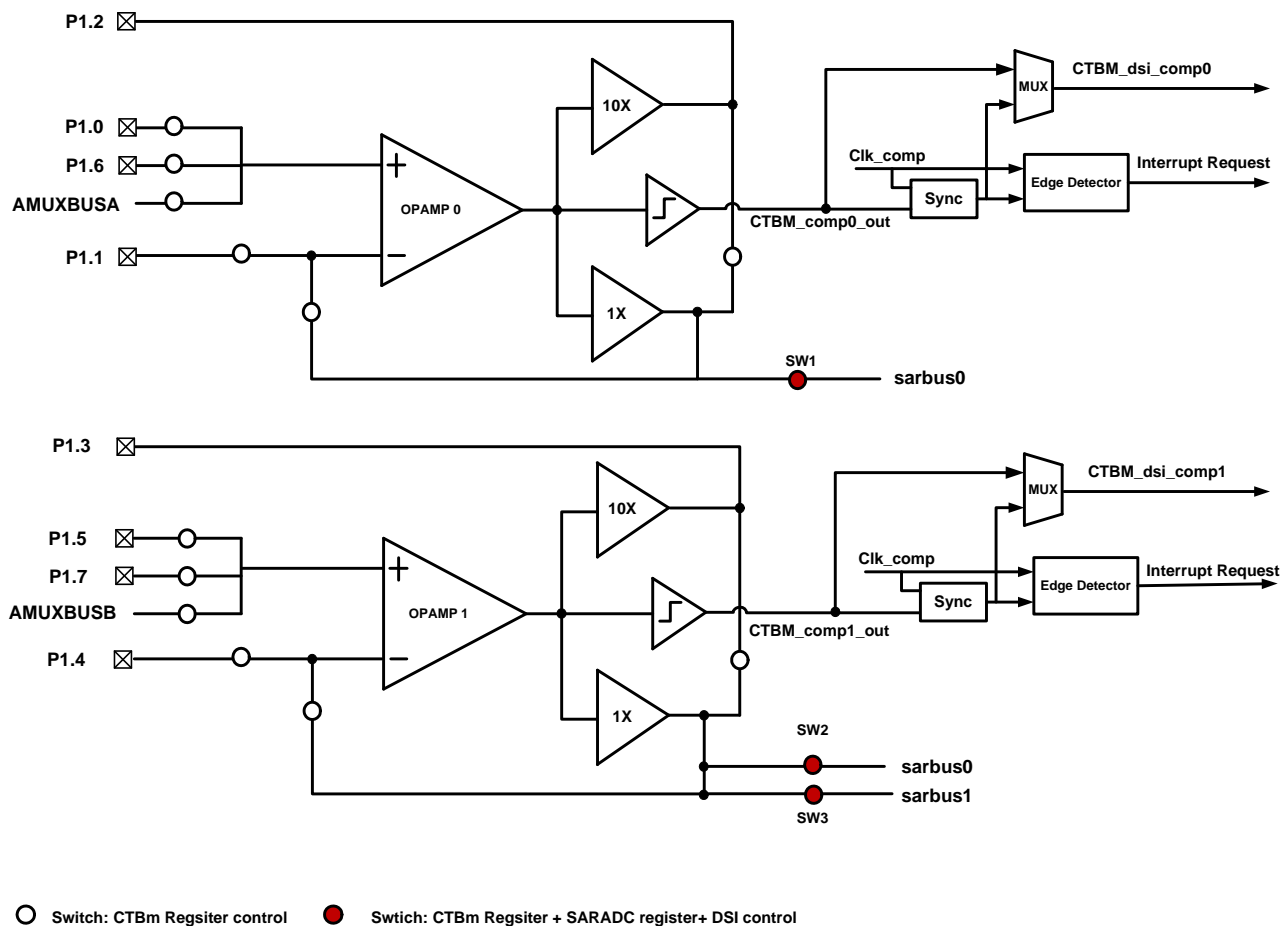 P1.2
10X
MUX
CTBM_dsi_comp0
P1.0
P1.6
AMUXBUSA
P1.1
+
OPAMP 0
−
Clk_comp
Sync
Edge Detector
Interrupt Request
CTBM_comp0_out
1X
SW1
sarbus0
P1.3
10X
MUX
CTBM_dsi_comp1
P1.5
P1.7
AMUXBUSB
P1.4
+
OPAMP 1
−
Clk_comp
Sync
Edge Detector
Interrupt Request
CTBM_comp1_out
1X
SW2
sarbus0
sarbus1
SW3
Switch: CTBm Regsiter control
Swtich: CTBm Regsiter + SARADC register+ DSI control